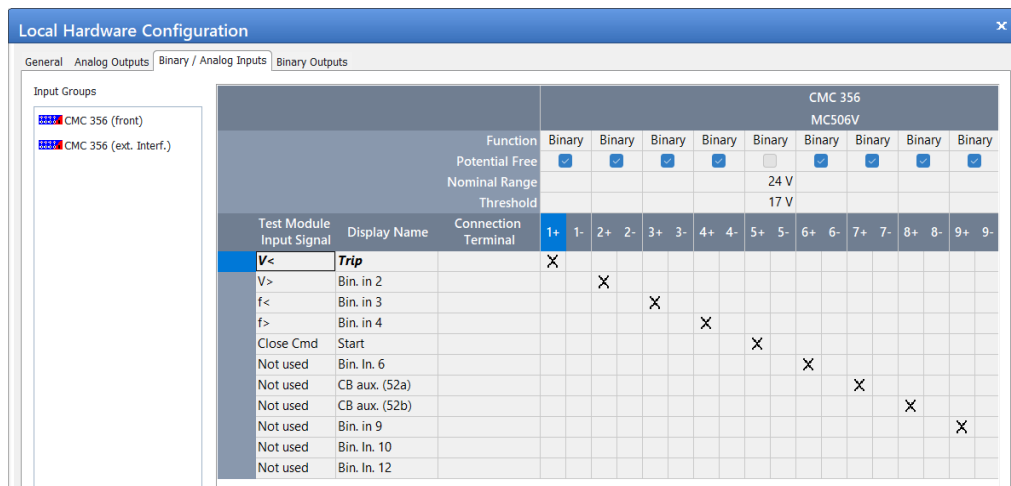 Local Hardware Configuration
General Analog Outputs Binary / Analog Inputs Binary Outputs
Input Groups
CMC 356 (front)
CMC 356 (ext. Interf.)
CMC 356
MC506V
Function Binary Binary Binary Binary Binary Binary Binary Binary Binary
Potential Free
Nominal Range 24 V
Threshold 17 V
Test Module Input Signal Display Name Connection Terminal 1+ 1- 2+ 2- 3+ 3- 4+ 4- 5+ 5- 6+ 6- 7+ 7- 8+ 8- 9+ 9-
V< Trip X
V> Bin. in 2 X
f< Bin. in 3 X
f> Bin. in 4 X
Close Cmd Start X
Not used Bin. In. 6 X
Not used CB aux. (52a) X
Not used CB aux. (52b) X
Not used Bin. in 9 X
Not used Bin. In. 10
Not used Bin. In. 12